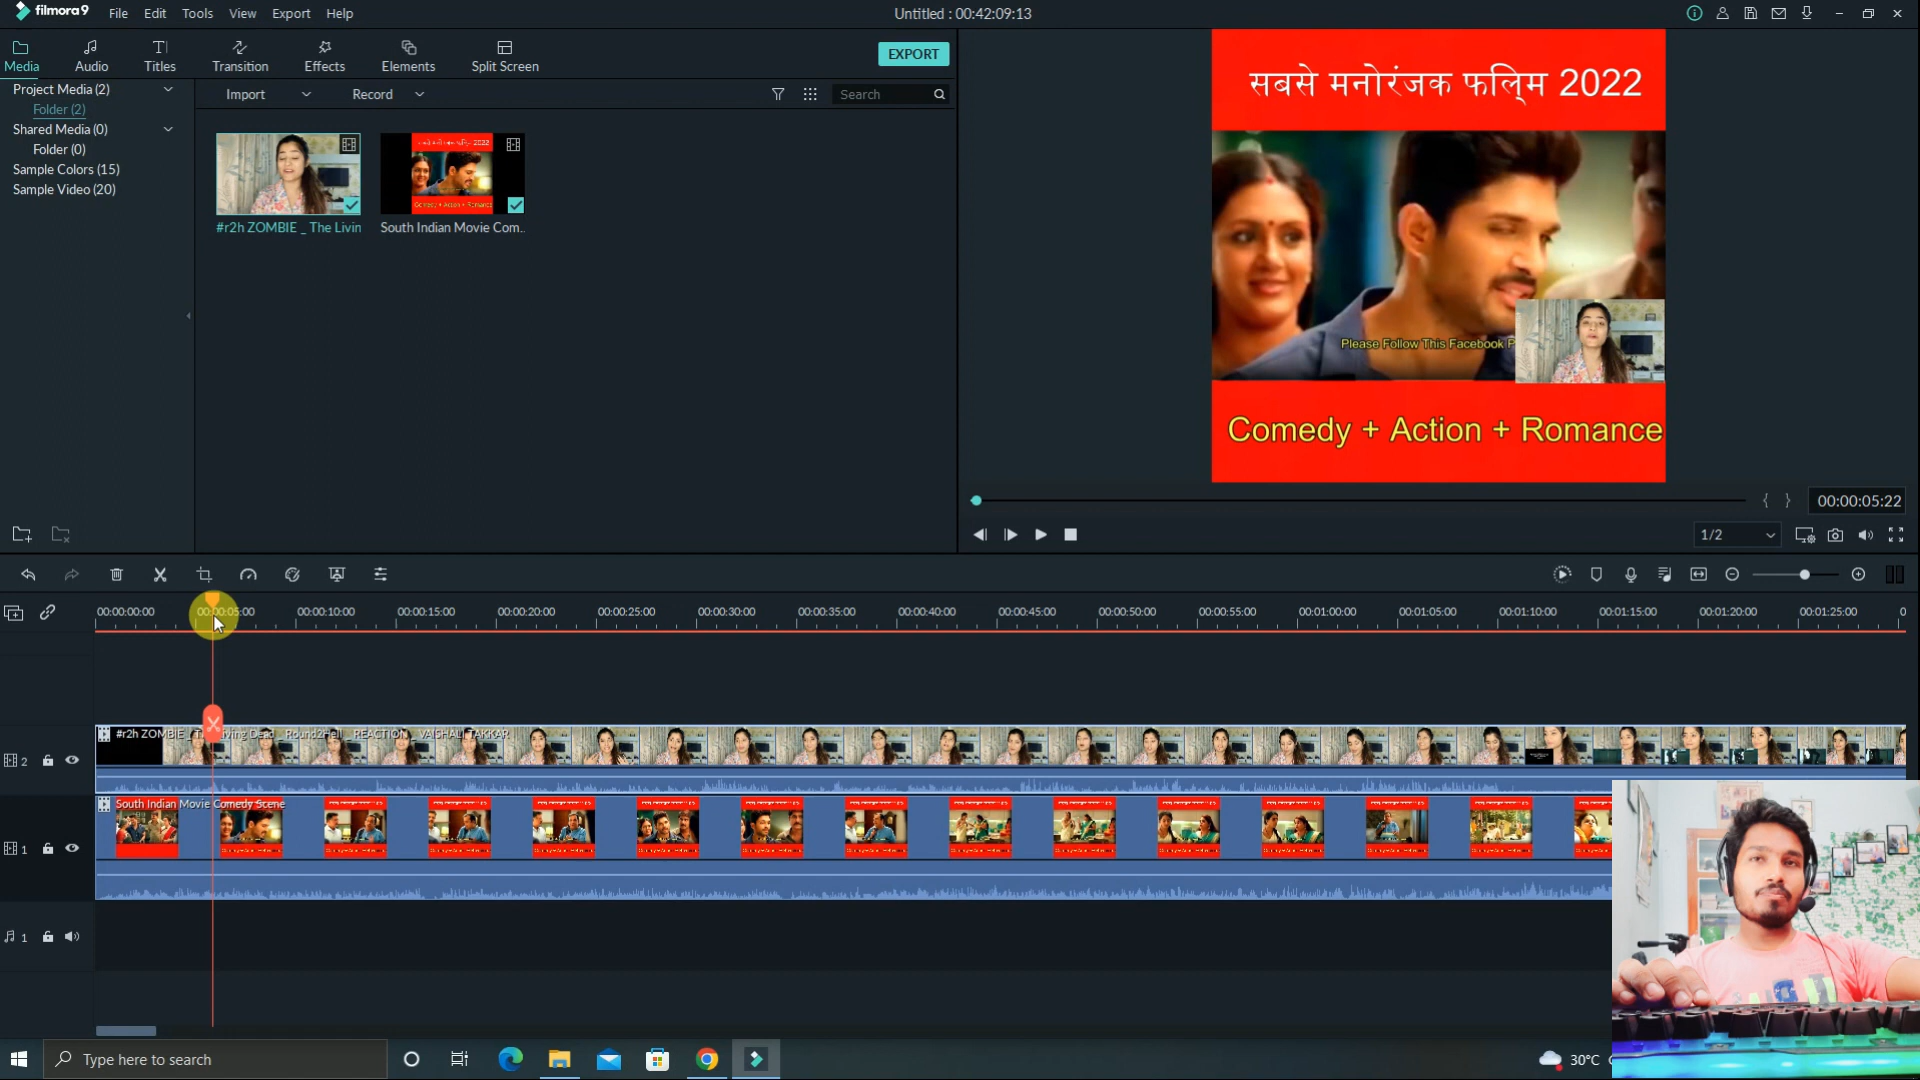 filmora9
File Edit Tools View Export Help
Untitled : 00:42:09:13
Media Audio Titles Transition Effects Elements Split Screen
EXPORT
Project Media (2)
Folder (2)
Shared Media (0)
Folder (0)
Sample Colors (15)
Sample Video (20)
Import Record Search
#r2h ZOMBIE _ The Livin
South Indian Movie Com..
सबसे मनोरंजक फिल्म 2022
Please Follow This Facebook P
Comedy + Action + Romance
00:00:05:22
1/2
00:00:00:00 00:00:05:00 00:00:10:00 00:00:15:00 00:00:20:00 00:00:25:00 00:00:30:00 00:00:35:00 00:00:40:00 00:00:45:00 00:00:50:00 00:00:55:00 00:01:00:00 00:01:05:00 00:01:10:00 00:01:15:00 00:01:20:00 00:01:25:00 0
#r2h ZOMBIE _ The Living Dead _ Round2Hell _ REACTION _ VAISHALI TAKKAR
2
South Indian Movie Comedy Scene
1
1
Type here to search
30°C